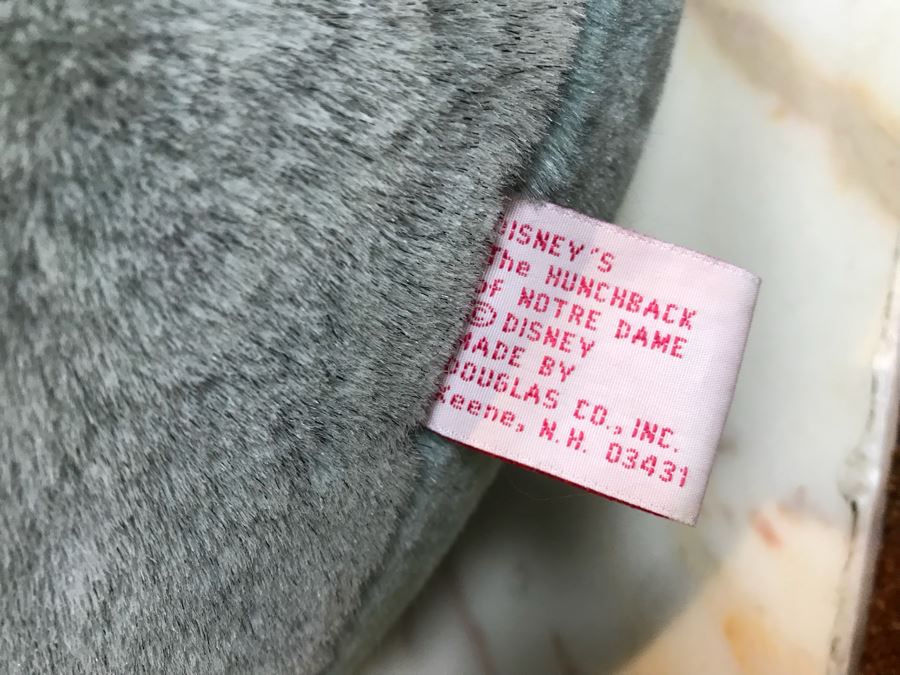 DISNEY'S
The HUNCHBACK
of NOTRE DAME
© DISNEY
MADE BY
DOUGLAS CO., INC.
Keene, N.H. 03431